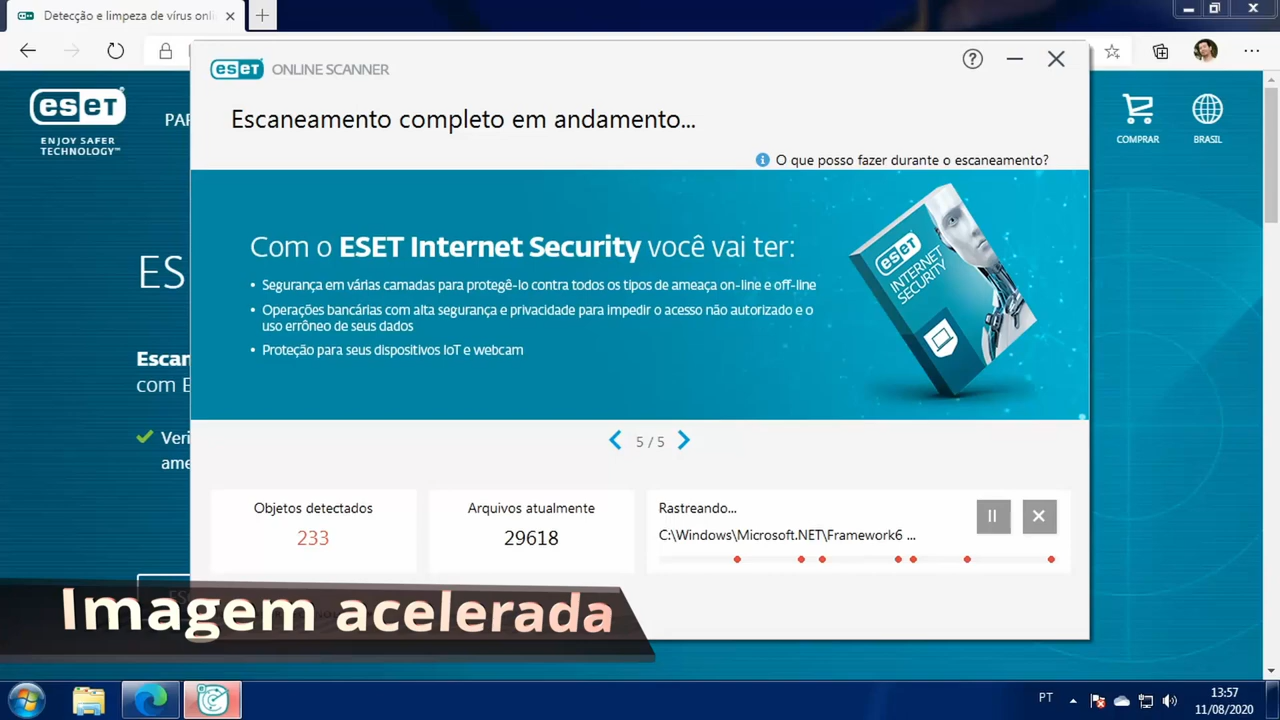 Detecção e limpeza de vírus onli
eseT ONLINE SCANNER
Escaneamento completo em andamento...
O que posso fazer durante o escaneamento?
eseT
ENJOY SAFER
TECHNOLOGY™
PAR
COMPRAR
BRASIL
Com o ESET Internet Security você vai ter:
• Segurança em várias camadas para protegê-lo contra todos os tipos de ameaça on-line e off-line
• Operações bancárias com alta segurança e privacidade para impedir o acesso não autorizado e o
uso errôneo de seus dados
• Proteção para seus dispositivos IoT e webcam
eseT
INTERNET
SECURITY
ES
Escan
com E
Veri
ame
5 / 5
Objetos detectados
233
Arquivos atualmente
29618
Rastreando...
C:\Windows\Microsoft.NET\Framework6 ...
Imagem acelerada
PT
13:57
11/08/2020